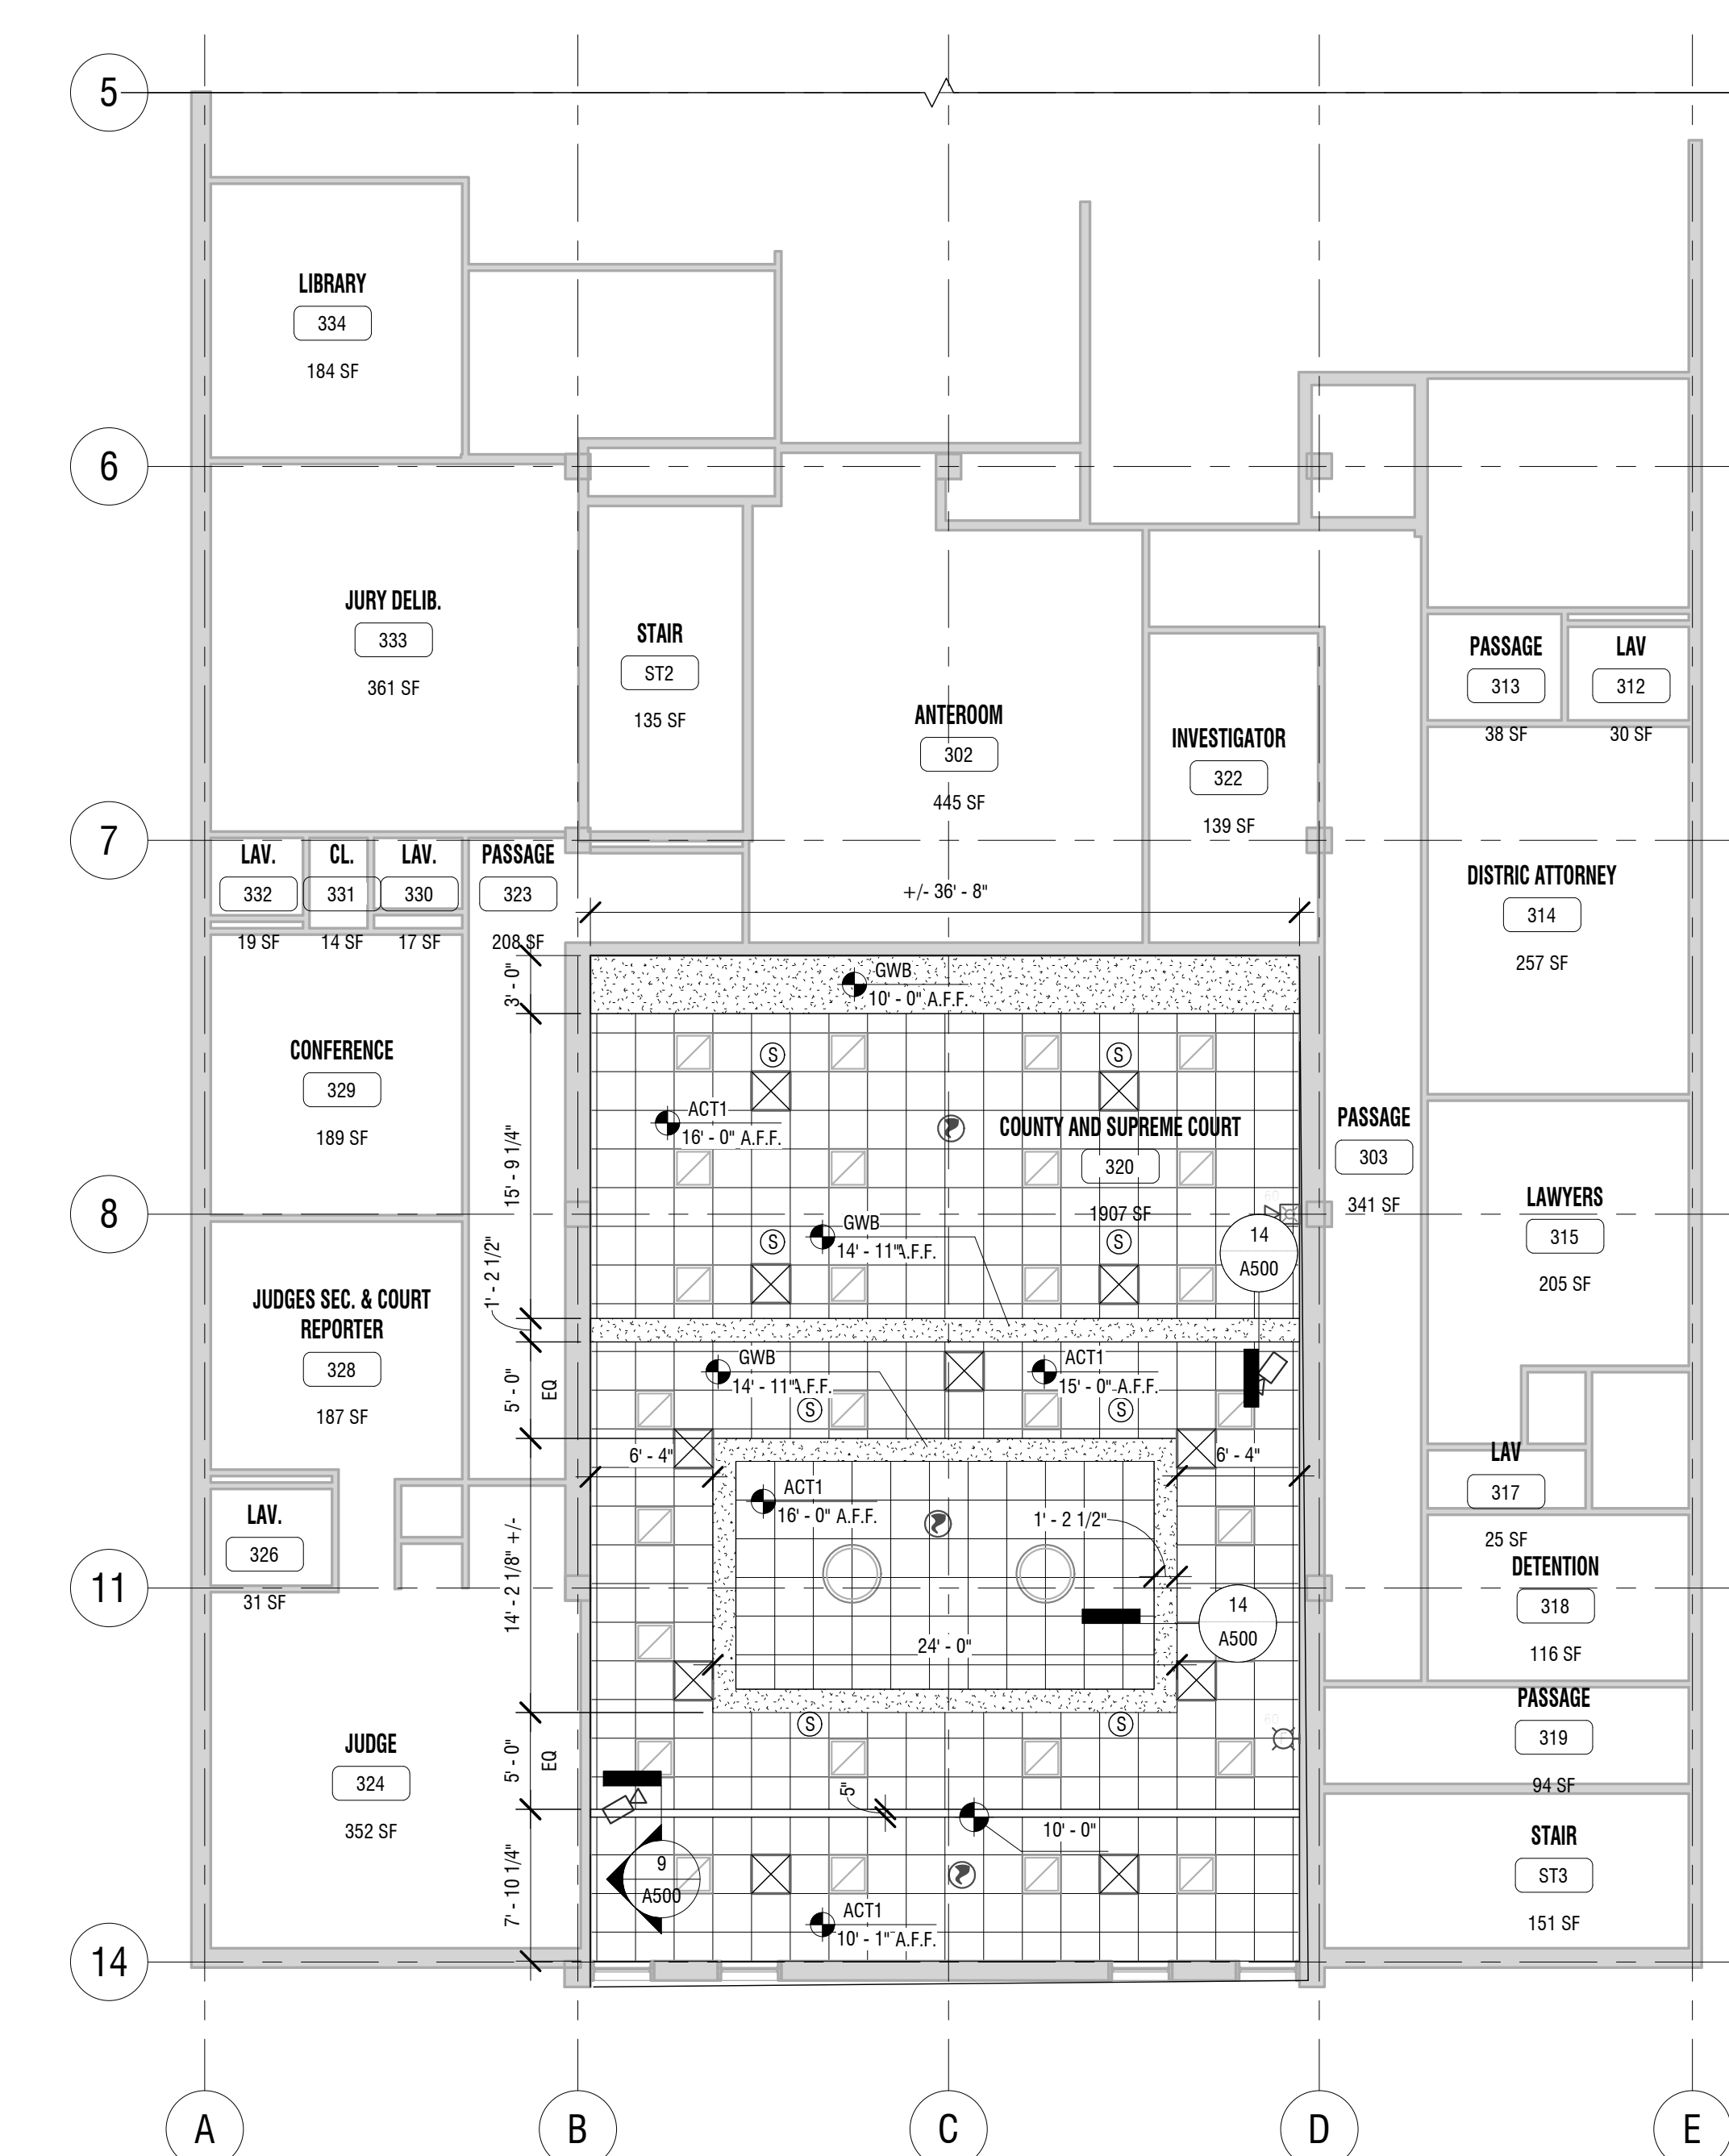 5
LIBRARY
334
184 SF
6
JURY DELIB.
333
361 SF
STAIR
ST2
135 SF
ANTEROOM
302
445 SF
INVESTIGATOR
322
139 SF
PASSAGE
313
38 SF
LAV
312
30 SF
7
LAV.
332
19 SF
CL.
331
14 SF
LAV.
330
17 SF
PASSAGE
323
208 SF
+/- 36' - 8"
DISTRIC ATTORNEY
314
257 SF
3' - 0"
GWB
10' - 0" A.F.F.
CONFERENCE
329
189 SF
15' - 9 1/4"
S
S
ACT1
16' - 0" A.F.F.
COUNTY AND SUPREME COURT
320
1907 SF
PASSAGE
303
341 SF
LAWYERS
315
205 SF
8
60
GWB
14' - 11" A.F.F.
S
S
14
A500
1' - 2 1/2"
JUDGES SEC. & COURT
REPORTER
328
187 SF
5' - 0"
EQ
GWB
14' - 11" A.F.F.
ACT1
15' - 0" A.F.F.
S
S
6' - 4"
6' - 4"
LAV
317
25 SF
ACT1
16' - 0" A.F.F.
1' - 2 1/2"
LAV.
326
31 SF
14' - 2 1/8" +/-
11
DETENTION
318
116 SF
14
A500
24' - 0"
PASSAGE
319
94 SF
S
S
60
JUDGE
324
352 SF
5' - 0"
EQ
5"
10' - 0"
STAIR
ST3
151 SF
7' - 10 1/4"
9
A500
ACT1
10' - 1" A.F.F.
14
A
B
C
D
E